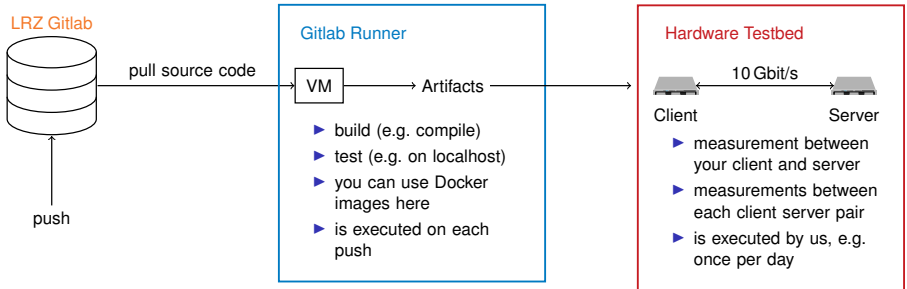 LRZ Gitlab
push
pull source code
Gitlab Runner
VM
Artifacts
build (e.g. compile)
test (e.g. on localhost)
you can use Docker
images here
is executed on each
push
Hardware Testbed
10 Gbit/s
Client
Server
measurement between
your client and server
measurements between
each client server pair
is executed by us, e.g.
once per day